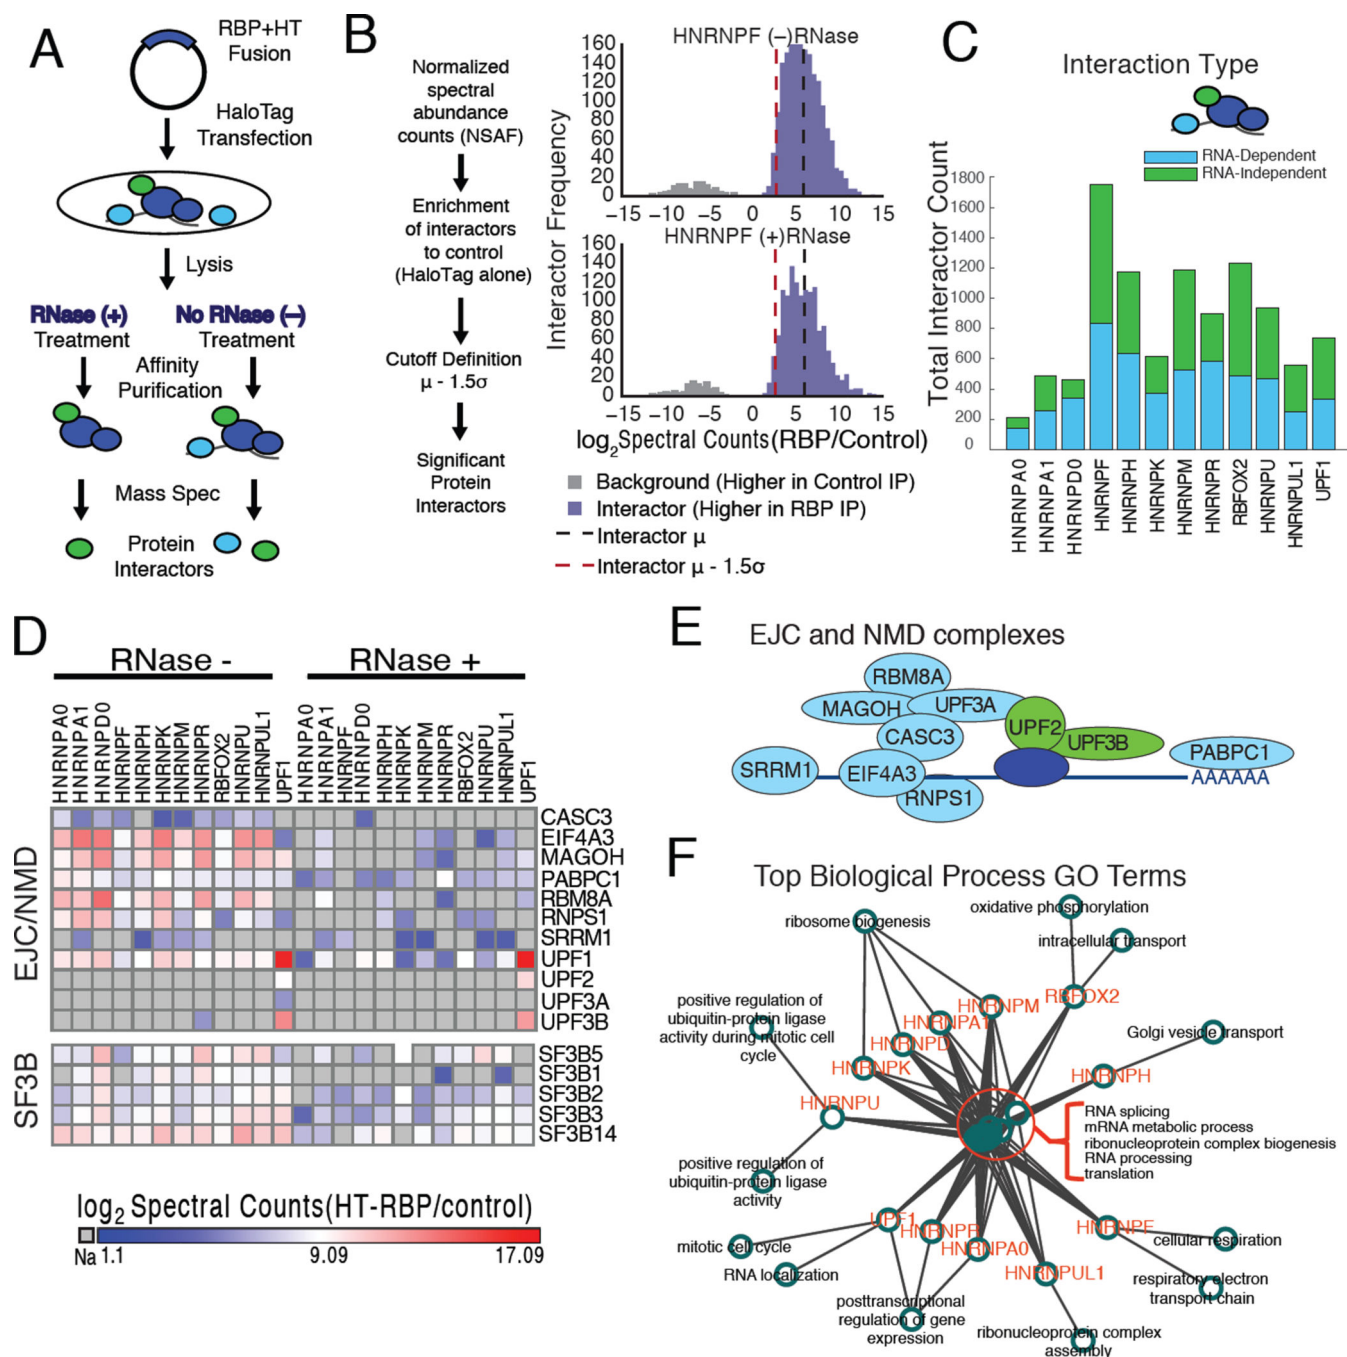 A
RBP+HT
Fusion
HaloTag
Transfection
Lysis
RNase (+)
Treatment
No RNase (–)
Treatment
Affinity
Purification
Mass Spec
Protein
Interactors
B
Normalized
spectral
abundance
counts (NSAF)
Enrichment
of interactors
to control
(HaloTag alone)
Cutoff Definition
μ - 1.5σ
Significant
Protein
Interactors
Interactor Frequency
HNRNPF (–)RNase
160
140
120
100
80
60
40
20
0
−15 −10 −5 0 5 10 15
HNRNPF (+)RNase
160
140
120
100
80
60
40
20
0
−15 −10 −5 0 5 10 15
log2Spectral Counts(RBP/Control)
Background (Higher in Control IP)
Interactor (Higher in RBP IP)
Interactor μ
Interactor μ - 1.5σ
C
Interaction Type
RNA-Dependent
RNA-Independent
Total Interactor Count
1800
1600
1400
1200
1000
800
600
400
200
0
HNRNPA0
HNRNPA1
HNRNPD0
HNRNPF
HNRNPH
HNRNPK
HNRNPM
HNRNPR
RBFOX2
HNRNPU
HNRNPUL1
UPF1
D
RNase -
RNase +
HNRNPA0
HNRNPA1
HNRNPD0
HNRNPF
HNRNPH
HNRNPK
HNRNPM
HNRNPR
RBFOX2
HNRNPU
HNRNPUL1
UPF1
HNRNPA0
HNRNPA1
HNRNPF
HNRNPD0
HNRNPH
HNRNPK
HNRNPM
HNRNPR
RBFOX2
HNRNPU
HNRNPUL1
UPF1
EJC/NMD
CASC3
EIF4A3
MAGOH
PABPC1
RBM8A
RNPS1
SRRM1
UPF1
UPF2
UPF3A
UPF3B
SF3B
SF3B5
SF3B1
SF3B2
SF3B3
SF3B14
log2 Spectral Counts(HT-RBP/control)
Na 1.1 9.09 17.09
E
EJC and NMD complexes
RBM8A
MAGOH
UPF3A
UPF2
CASC3
UPF3B
PABPC1
SRRM1
EIF4A3
AAAAAA
RNPS1
F
Top Biological Process GO Terms
oxidative phosphorylation
ribosome biogenesis
intracellular transport
positive regulation of
ubiquitin-protein ligase
activity during mitotic cell
cycle
HNRNPM
RBFOX2
HNRNPA1
Golgi vesicle transport
HNRNPD
HNRNPK
HNRNPH
HNRNPU
RNA splicing
mRNA metabolic process
ribonucleoprotein complex biogenesis
RNA processing
translation
positive regulation of
ubiquitin-protein ligase
activity
UPF1
HNRNPR
HNRNPA0
HNRNPF
mitotic cell cycle
cellular respiration
RNA localization
HNRNPUL1
respiratory electron
transport chain
posttranscriptional
regulation of gene
expression
ribonucleoprotein complex
assembly